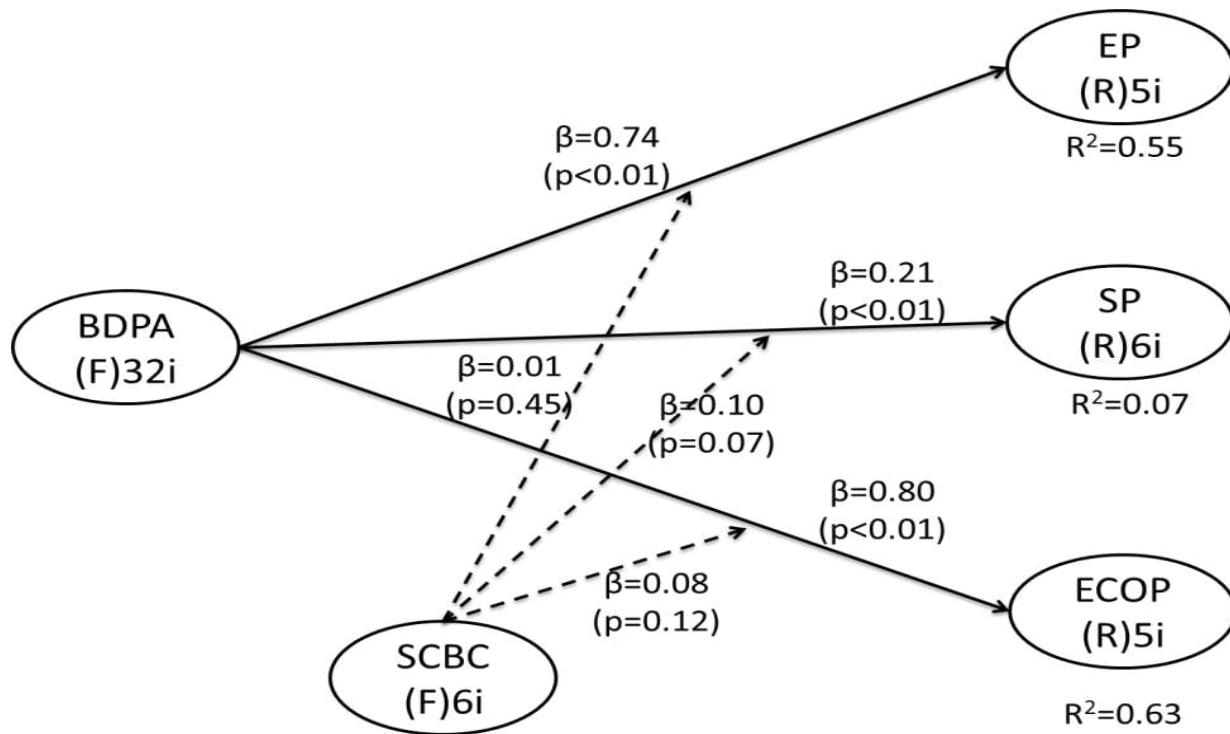 EP
(R)5i
R²=0.55
β=0.74
(p<0.01)
β=0.21
(p<0.01)
SP
(R)6i
R²=0.07
BDPA
(F)32i
β=0.01
(p=0.45)
β=0.10
(p=0.07)
β=0.80
(p<0.01)
β=0.08
(p=0.12)
ECOP
(R)5i
R²=0.63
SCBC
(F)6i